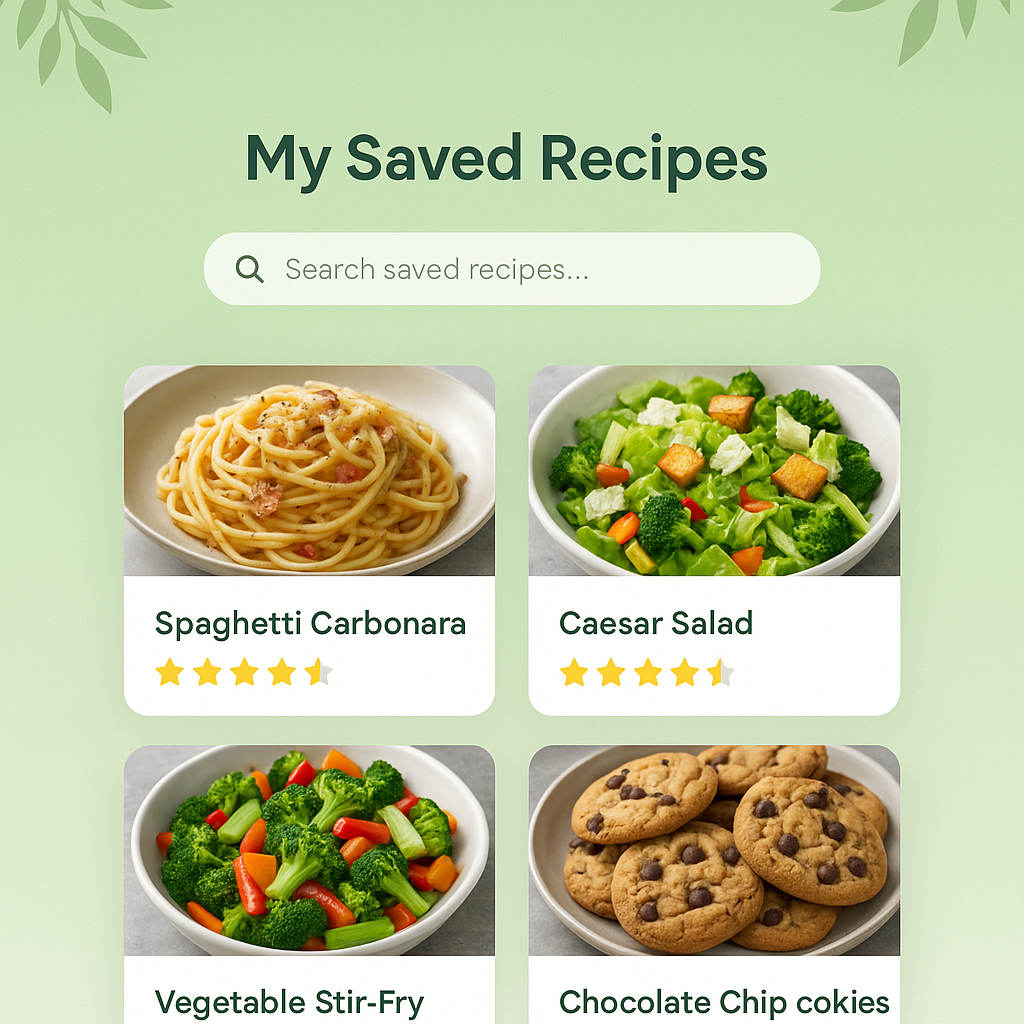 My Saved Recipes
Search saved recipes...
Spaghetti Carbonara
Caesar Salad
Vegetable Stir-Fry
Chocolate Chip cokies